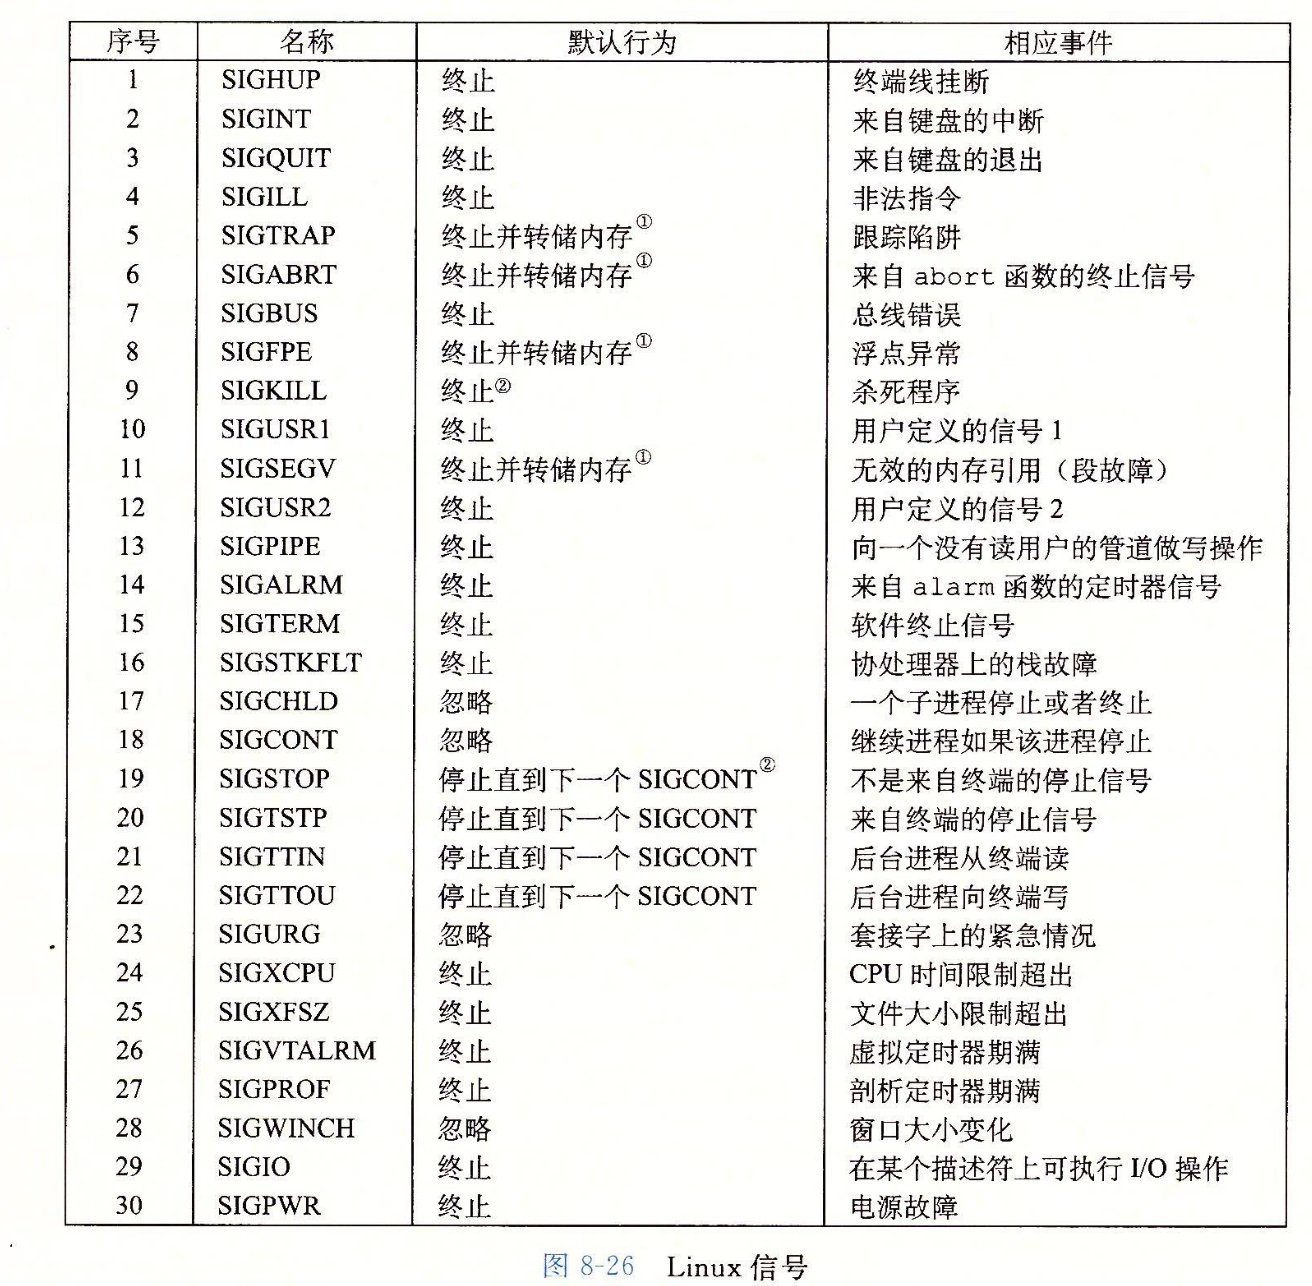 序号 名称 默认行为 相应事件
1 SIGHUP 终止 终端线挂断
2 SIGINT 终止 来自键盘的中断
3 SIGQUIT 终止 来自键盘的退出
4 SIGILL 终止 非法指令
5 SIGTRAP 终止并转储内存① 跟踪陷阱
6 SIGABRT 终止并转储内存① 来自 abort 函数的终止信号
7 SIGBUS 终止 总线错误
8 SIGFPE 终止并转储内存① 浮点异常
9 SIGKILL 终止② 杀死程序
10 SIGUSR1 终止 用户定义的信号 1
11 SIGSEGV 终止并转储内存① 无效的内存引用（段故障）
12 SIGUSR2 终止 用户定义的信号 2
13 SIGPIPE 终止 向一个没有读用户的管道做写操作
14 SIGALRM 终止 来自 alarm 函数的定时器信号
15 SIGTERM 终止 软件终止信号
16 SIGSTKFLT 终止 协处理器上的栈故障
17 SIGCHLD 忽略 一个子进程停止或者终止
18 SIGCONT 忽略 继续进程如果该进程停止
19 SIGSTOP 停止直到下一个 SIGCONT② 不是来自终端的停止信号
20 SIGTSTP 停止直到下一个 SIGCONT 来自终端的停止信号
21 SIGTTIN 停止直到下一个 SIGCONT 后台进程从终端读
22 SIGTTOU 停止直到下一个 SIGCONT 后台进程向终端写
23 SIGURG 忽略 套接字上的紧急情况
24 SIGXCPU 终止 CPU 时间限制超出
25 SIGXFSZ 终止 文件大小限制超出
26 SIGVTALRM 终止 虚拟定时器期满
27 SIGPROF 终止 剖析定时器期满
28 SIGWINCH 忽略 窗口大小变化
29 SIGIO 终止 在某个描述符上可执行 I/O 操作
30 SIGPWR 终止 电源故障
图 8-26 Linux 信号